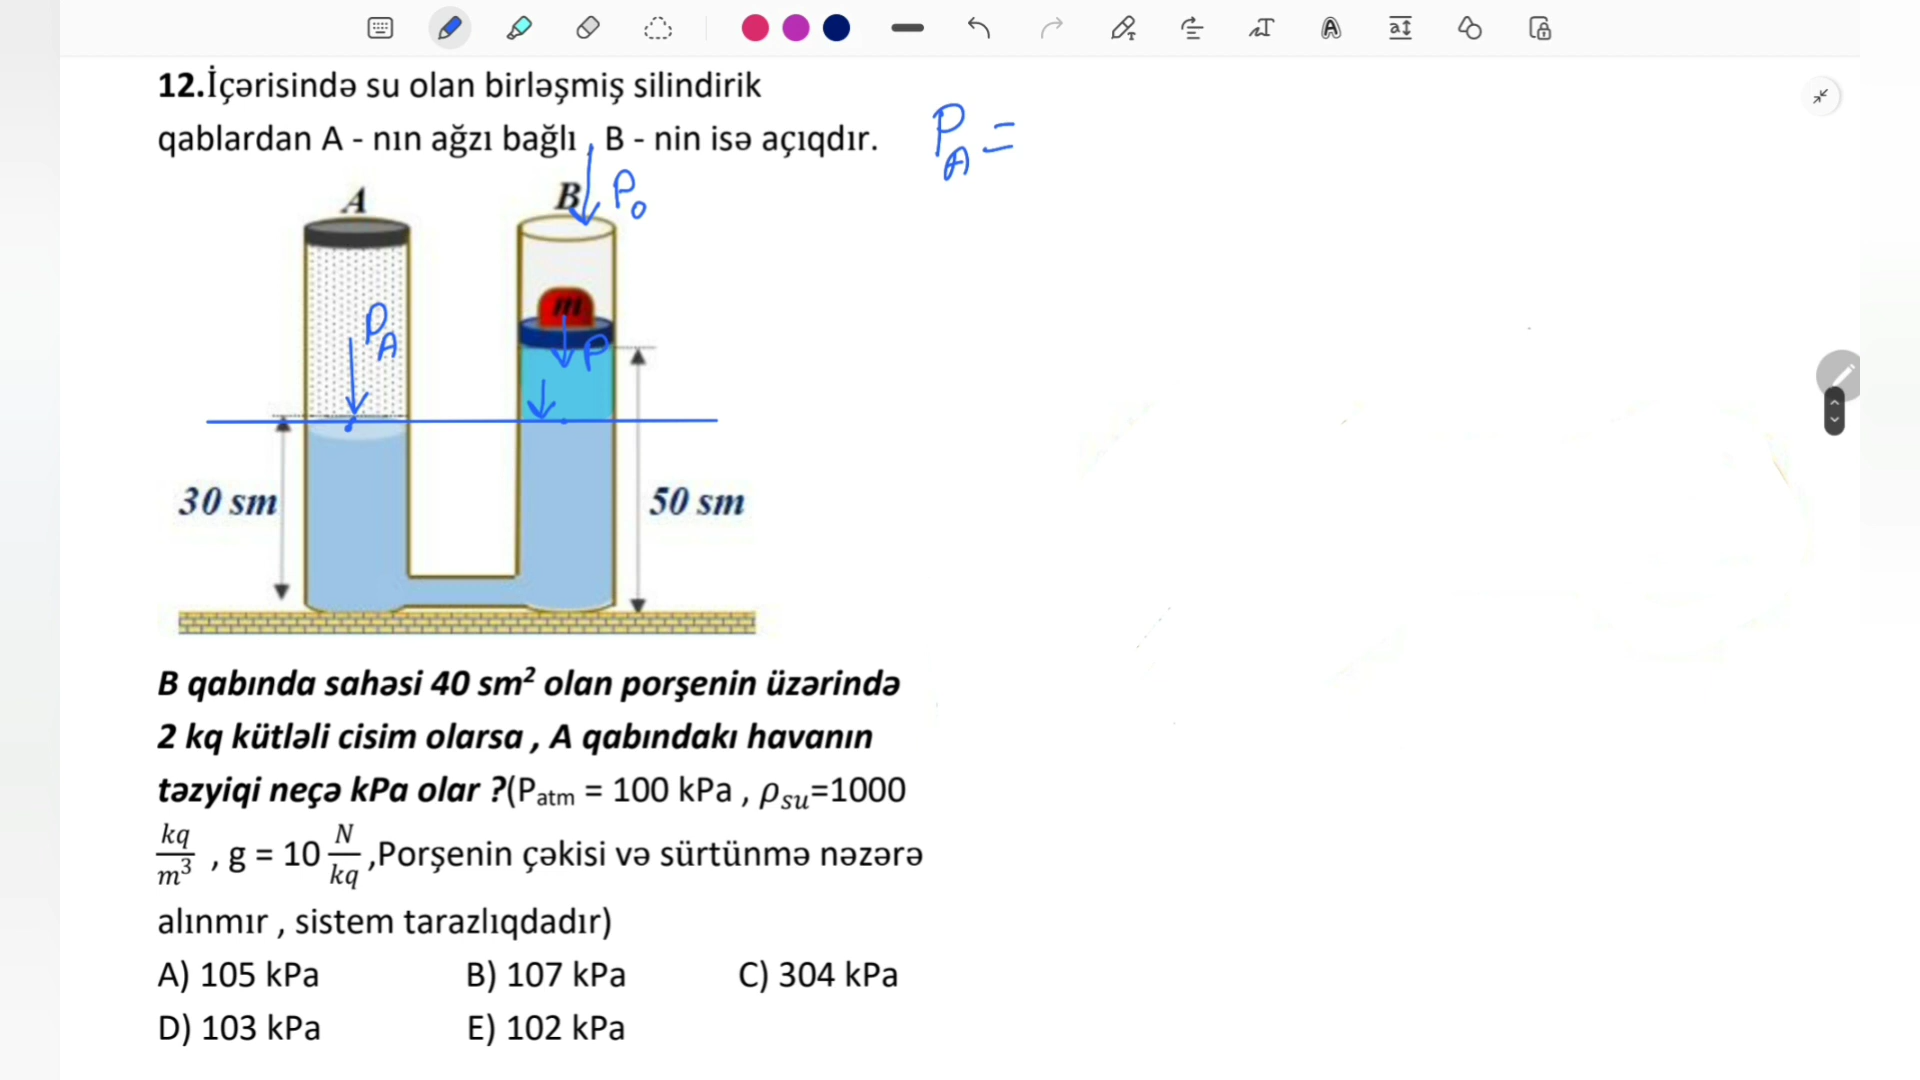 12.İçərisində su olan birləşmiş silindirik
qablardan A - nın ağzı bağlı , B - nin isə açıqdır.
P_A =
A
B
P₀
m
P_A
P
30 sm
50 sm
B qabında sahəsi 40 sm² olan porşenin üzərində
2 kq kütləli cisim olarsa , A qabındakı havanın
təzyiqi neçə kPa olar ?(Pₐₜₘ = 100 kPa , ρ_su=1000
kq/m³ , g = 10 N/kq ,Porşenin çəkisi və sürtünmə nəzərə
alınmır , sistem tarazlıqdadır)
A) 105 kPa B) 107 kPa C) 304 kPa
D) 103 kPa E) 102 kPa